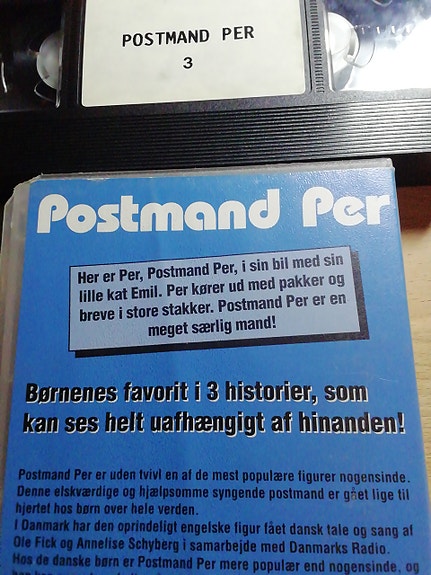 POSTMAND PER
3
Postmand Per
Her er Per, Postmand Per, i sin bil med sin
lille kat Emil. Per kører ud med pakker og
breve i store stakker. Postmand Per er en
meget særlig mand!
Børnenes favorit i 3 historier, som
kan ses helt uafhængigt af hinanden!
Postmand Per er uden tvivl en af de mest populære figurer nogensinde.
Denne elskværdige og hjælpsomme syngende postmand er gået lige til
hjertet hos børn over hele verden.
I Danmark har den oprindeligt engelske figur fået dansk tale og sang af
Ole Fick og Annelise Schyberg i samarbejde med Danmarks Radio.
Hos de danske børn er Postmand Per mere populær end nogensinde, og